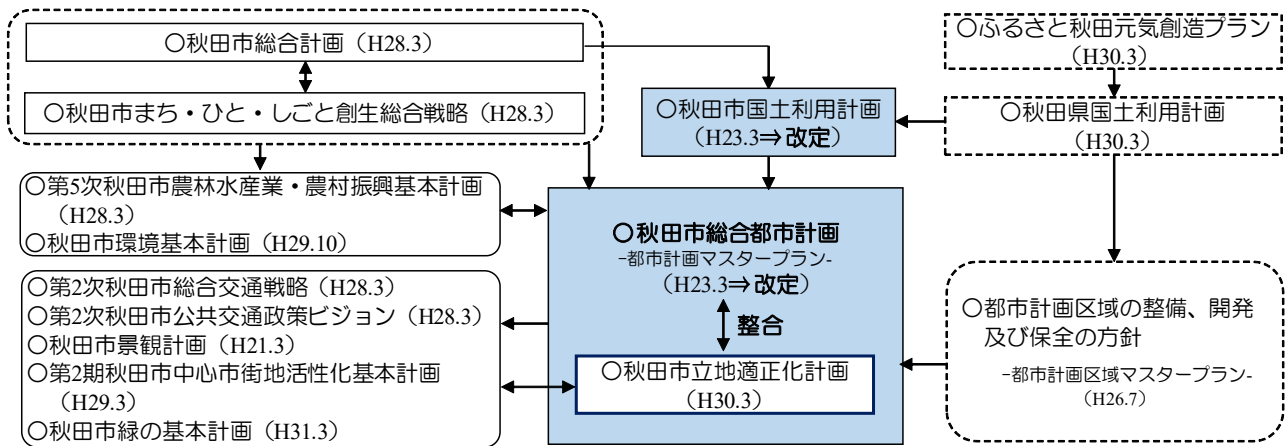 ○秋田市総合計画（H28.3）
○秋田市まち・ひと・しごと創生総合戦略（H28.3）
○秋田市国土利用計画
（H23.3⇒改定）
○ふるさと秋田元気創造プラン
（H30.3）
○秋田県国土利用計画
（H30.3）
○第5次秋田市農林水産業・農村振興基本計画
（H28.3）
○秋田市環境基本計画（H29.10）
○第2次秋田市総合交通戦略（H28.3）
○第2次秋田市公共交通政策ビジョン（H28.3）
○秋田市景観計画（H21.3）
○第2期秋田市中心市街地活性化基本計画
（H29.3）
○秋田市緑の基本計画（H31.3）
○秋田市総合都市計画
-都市計画マスタープラン-
（H23.3⇒改定）
整合
○秋田市立地適正化計画
（H30.3）
○都市計画区域の整備、開発
及び保全の方針
-都市計画区域マスタープラン-
（H26.7）